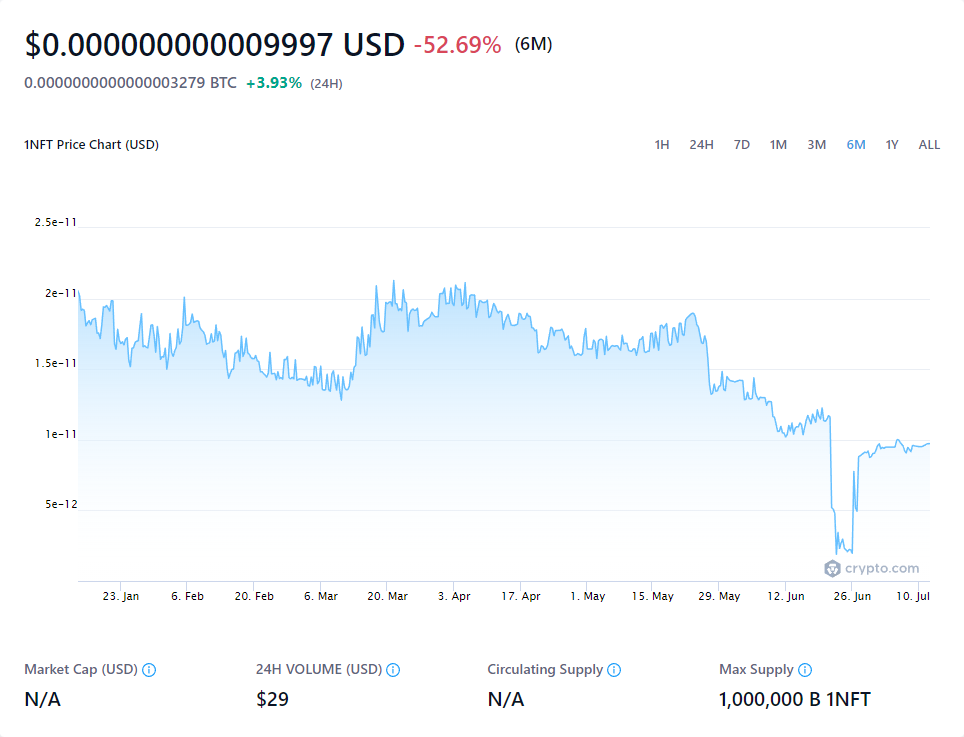 $0.000000000009997 USD -52.69% (6M)
0.0000000000000003279 BTC +3.93% (24H)
1NFT Price Chart (USD) 1H 24H 7D 1M 3M 6M 1Y ALL
2.5e-11
2e-11
1.5e-11
1e-11
5e-12
crypto.com
23. Jan 6. Feb 20. Feb 6. Mar 20. Mar 3. Apr 17. Apr 1. May 15. May 29. May 12. Jun 26. Jun 10. Jul
Market Cap (USD) 24H VOLUME (USD) Circulating Supply Max Supply
N/A $29 N/A 1,000,000 B 1NFT